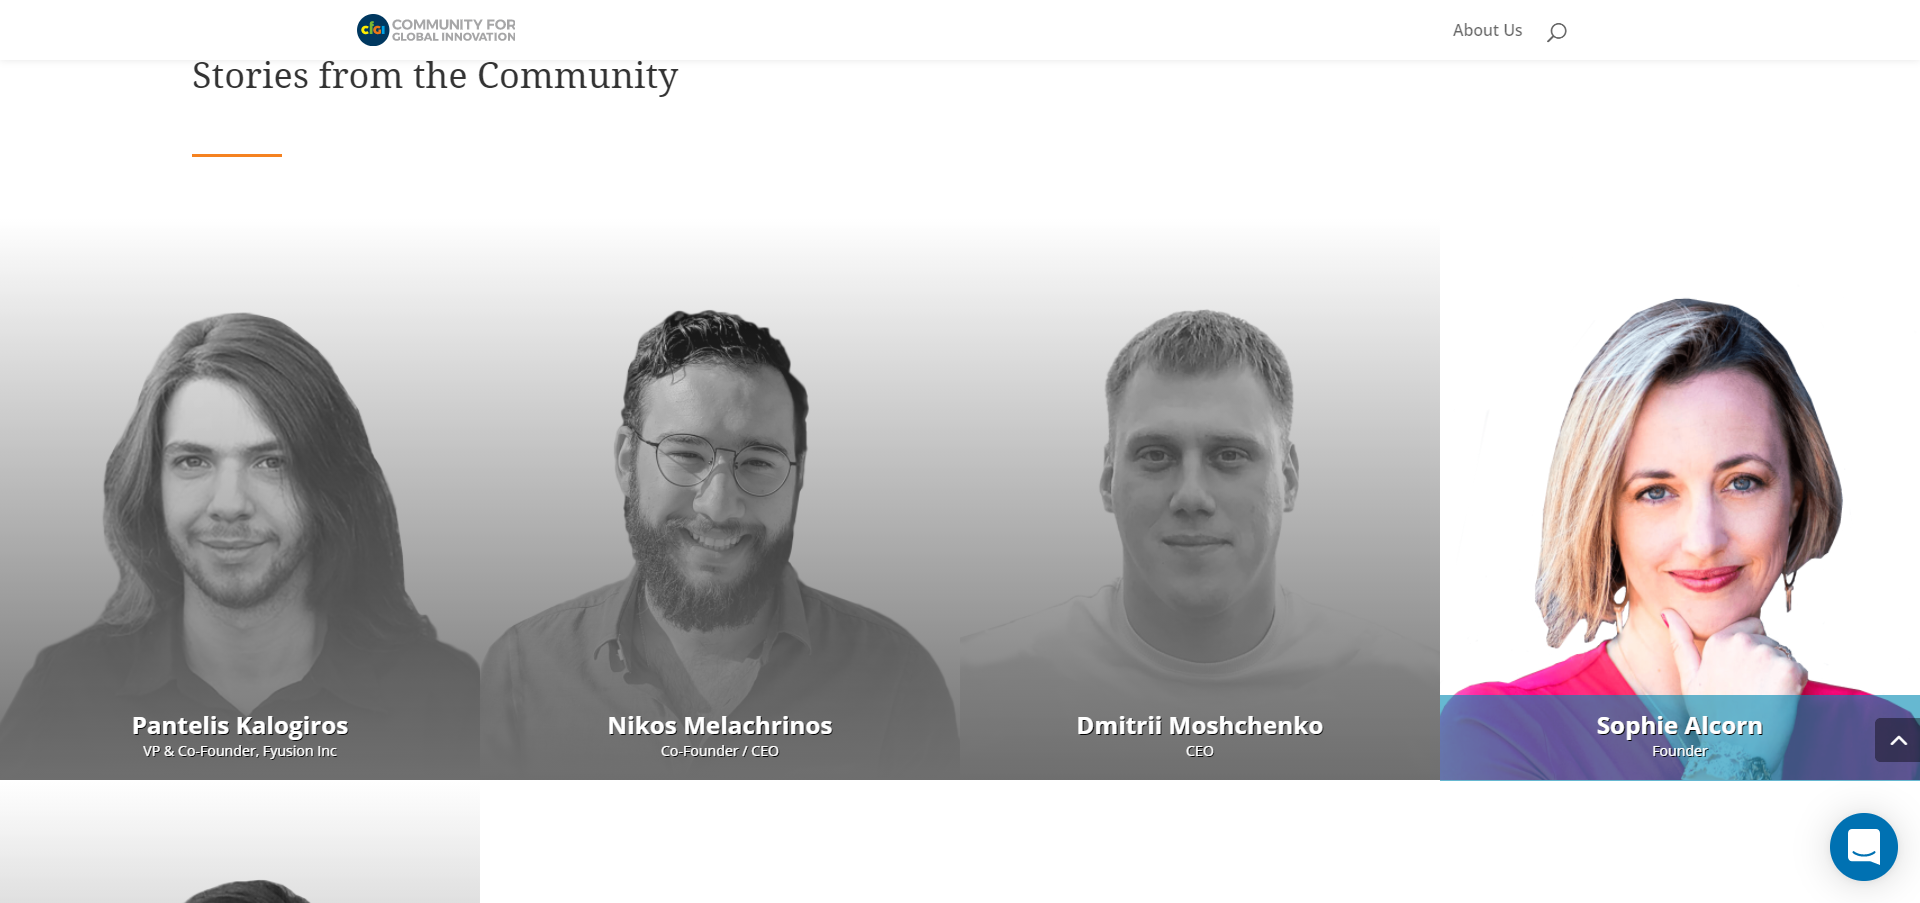 cfgi
COMMUNITY FOR
GLOBAL INNOVATION
About Us
Stories from the Community
Pantelis Kalogiros
VP & Co-Founder, Fyusion Inc
Nikos Melachrinos
Co-Founder / CEO
Dmitrii Moshchenko
CEO
Sophie Alcorn
Founder